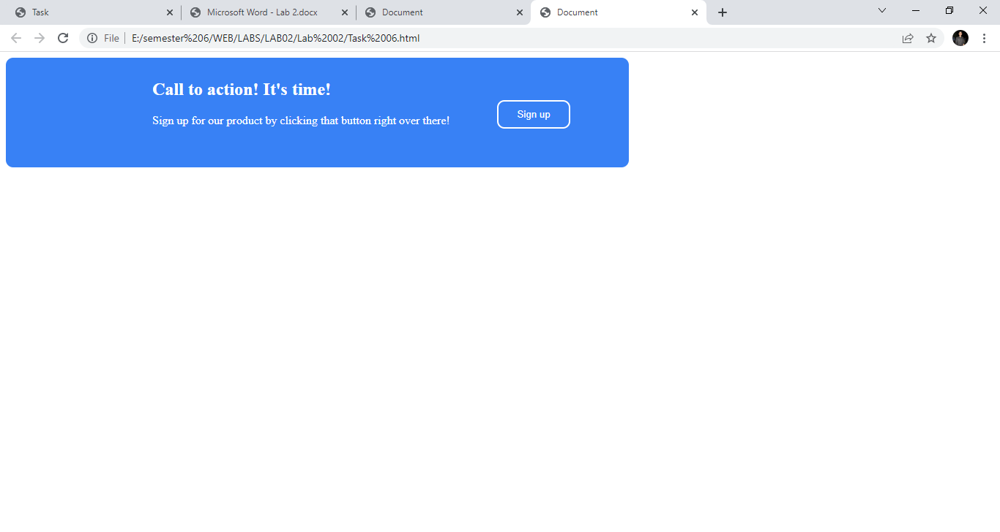 Task
Microsoft Word - Lab 2.docx
Document
Document
File
E:/semester%206/WEB/LABS/LAB02/Lab%2002/Task%2006.html
Call to action! It's time!
Sign up for our product by clicking that button right over there!
Sign up